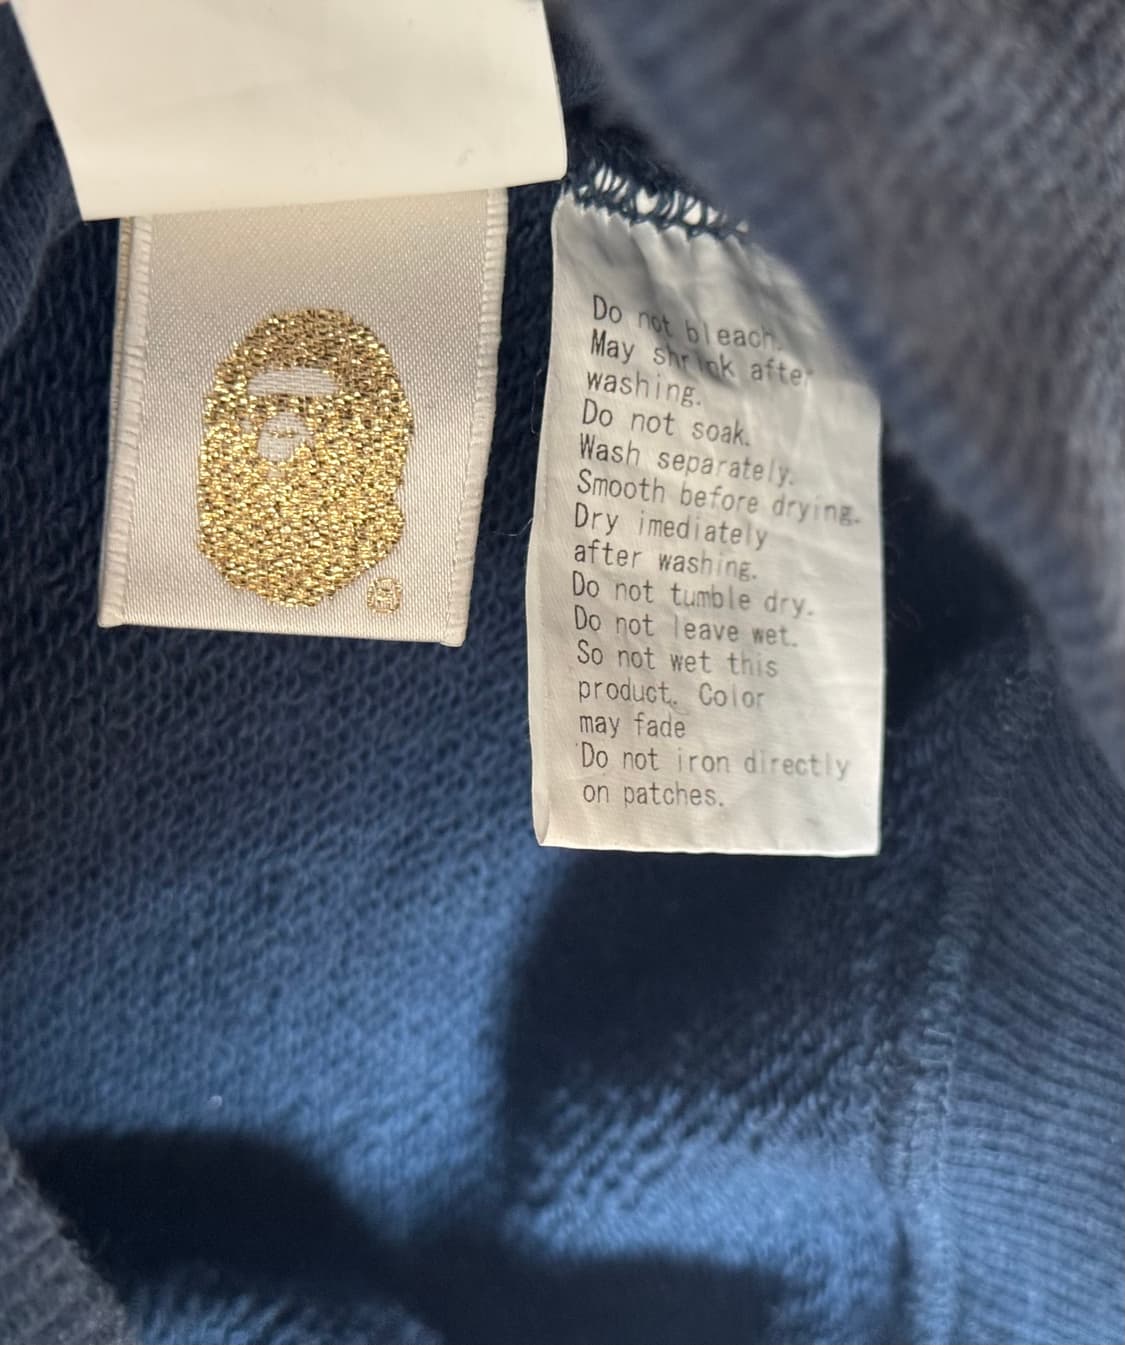 Do not bleach.
May shrink after
washing.
Do not soak.
Wash separately.
Smooth before drying.
Dry imediately
after washing.
Do not tumble dry.
Do not leave wet.
So not wet this
product. Color
may fade
Do not iron directly
on patches.